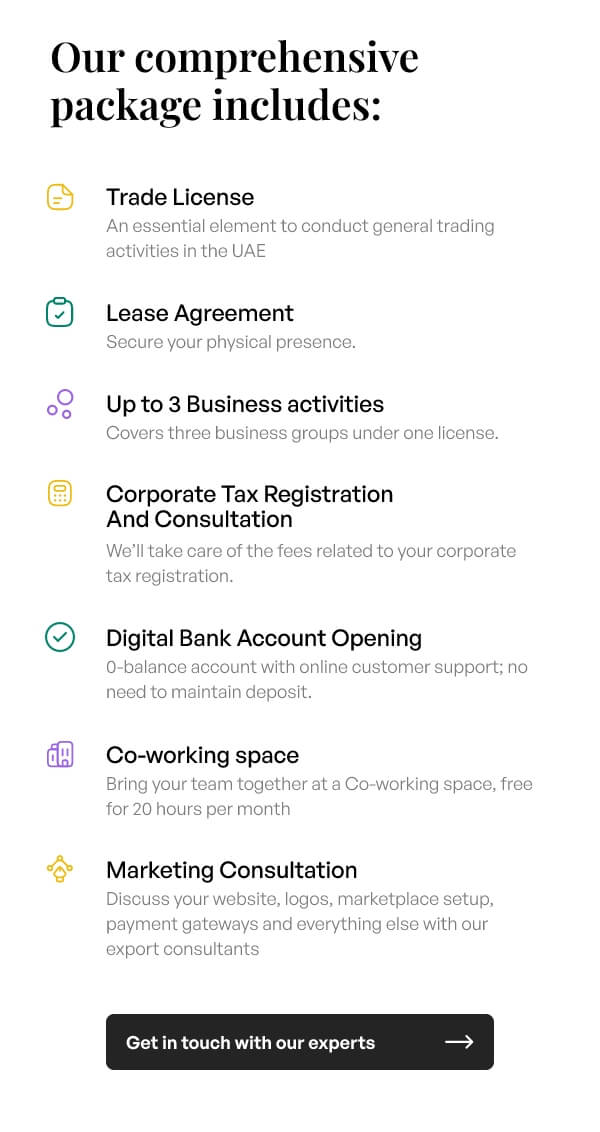 Our comprehensive
package includes:
Trade License
An essential element to conduct general trading
activities in the UAE
Lease Agreement
Secure your physical presence.
Up to 3 Business activities
Covers three business groups under one license.
Corporate Tax Registration
And Consultation
We’ll take care of the fees related to your corporate
tax registration.
Digital Bank Account Opening
0-balance account with online customer support; no
need to maintain deposit.
Co-working space
Bring your team together at a Co-working space, free
for 20 hours per month
Marketing Consultation
Discuss your website, logos, marketplace setup,
payment gateways and everything else with our
export consultants
Get in touch with our experts